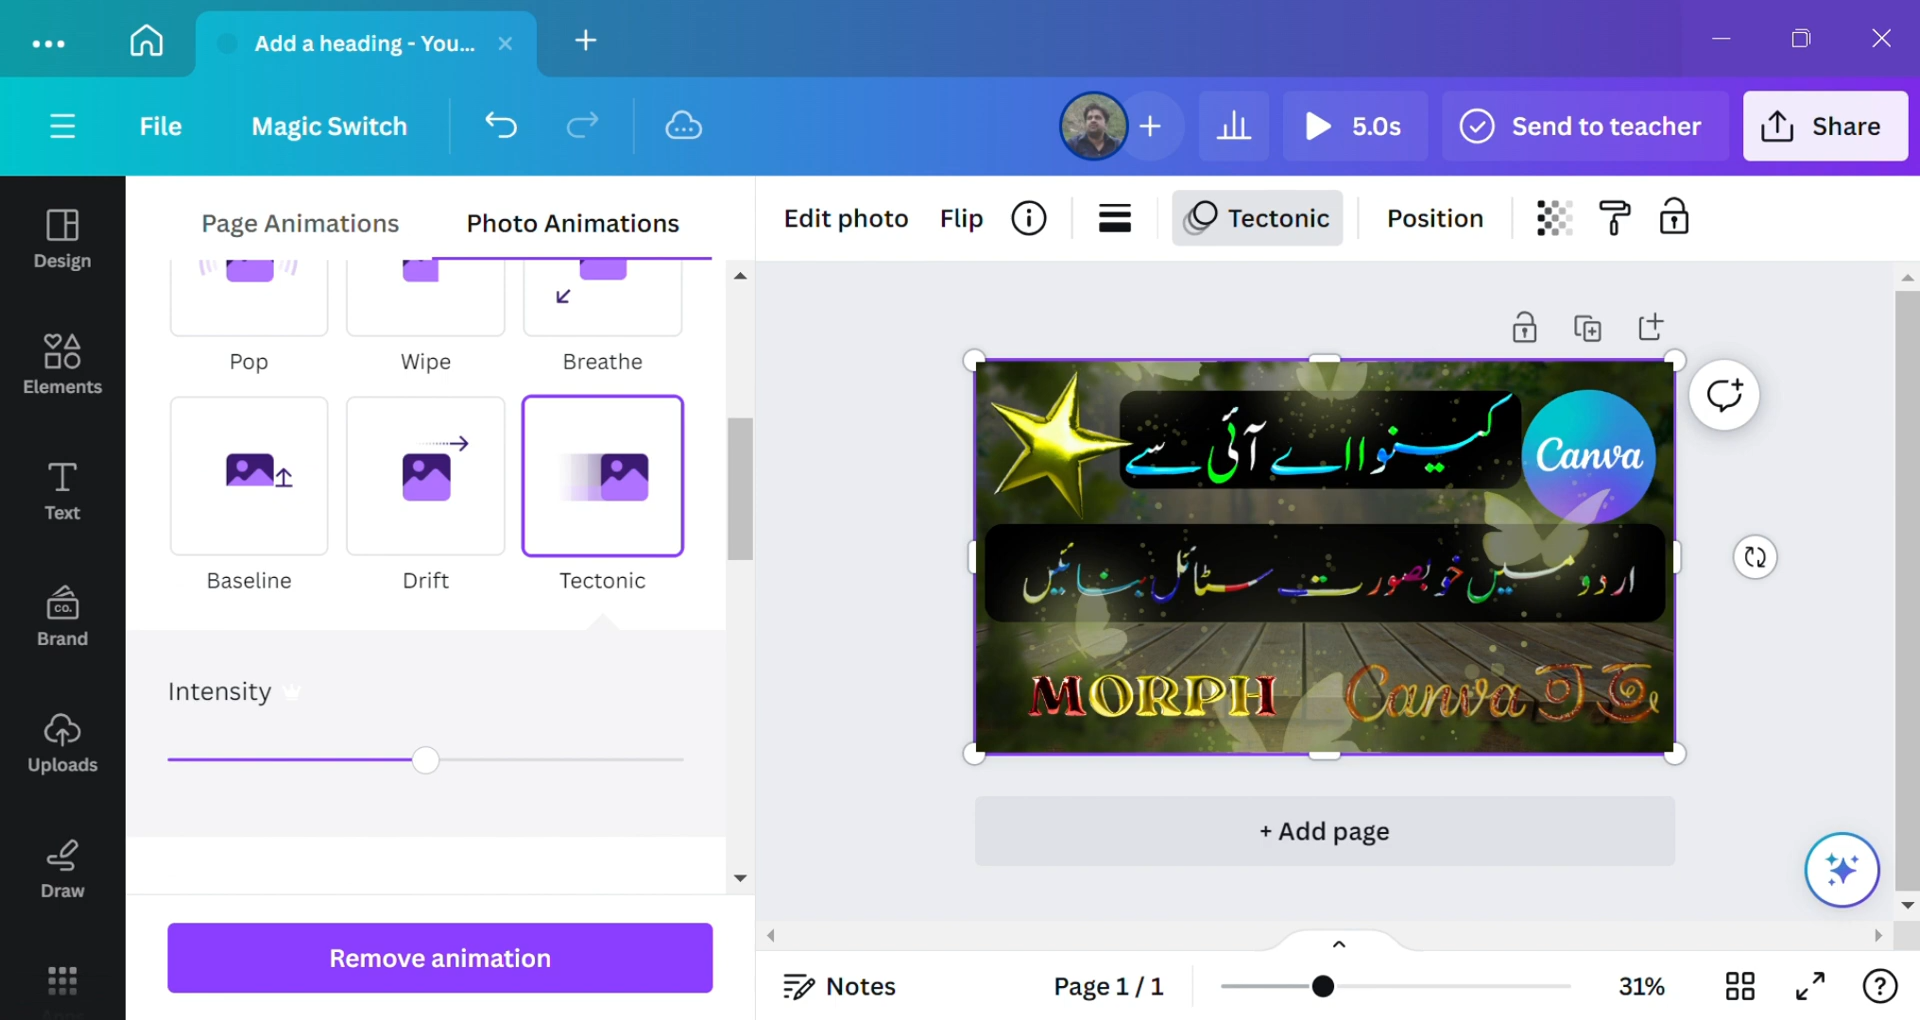 Add a heading - You...
File
Magic Switch
5.0s
Send to teacher
Share
Design
Elements
Text
CO.
Brand
Uploads
Draw
Page Animations
Photo Animations
Pop
Wipe
Breathe
Baseline
Drift
Tectonic
Intensity
Remove animation
Edit photo
Flip
Tectonic
Position
کینوا اے آئی سے
Canva
اردو میں خوبصورت سٹائل بنائیں
MORPH
Canva
+ Add page
Notes
Page 1 / 1
31%